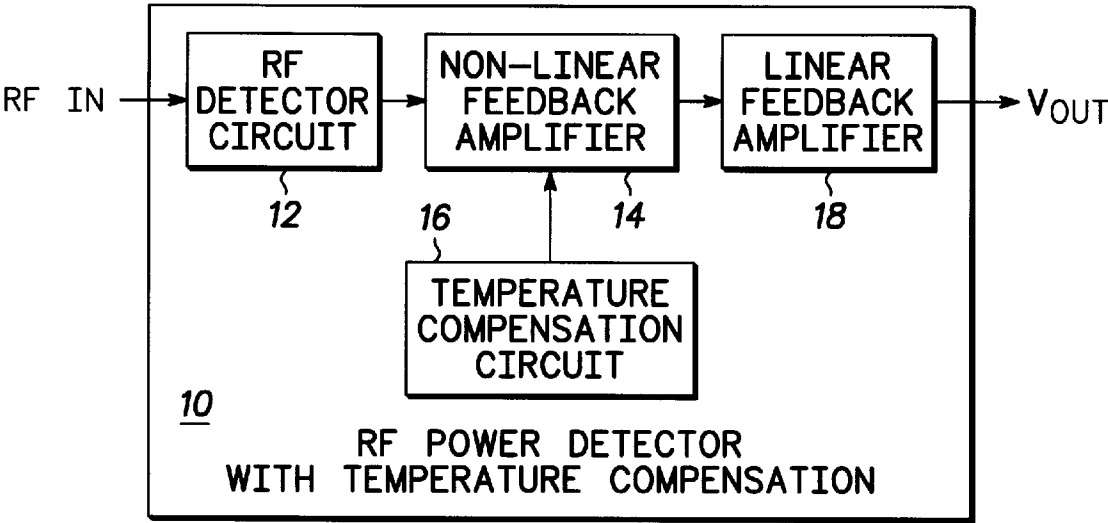 RF IN
RF
DETECTOR
CIRCUIT
12
NON-LINEAR
FEEDBACK
AMPLIFIER
14
LINEAR
FEEDBACK
AMPLIFIER
18
VOUT
16
TEMPERATURE
COMPENSATION
CIRCUIT
10
RF POWER DETECTOR
WITH TEMPERATURE COMPENSATION